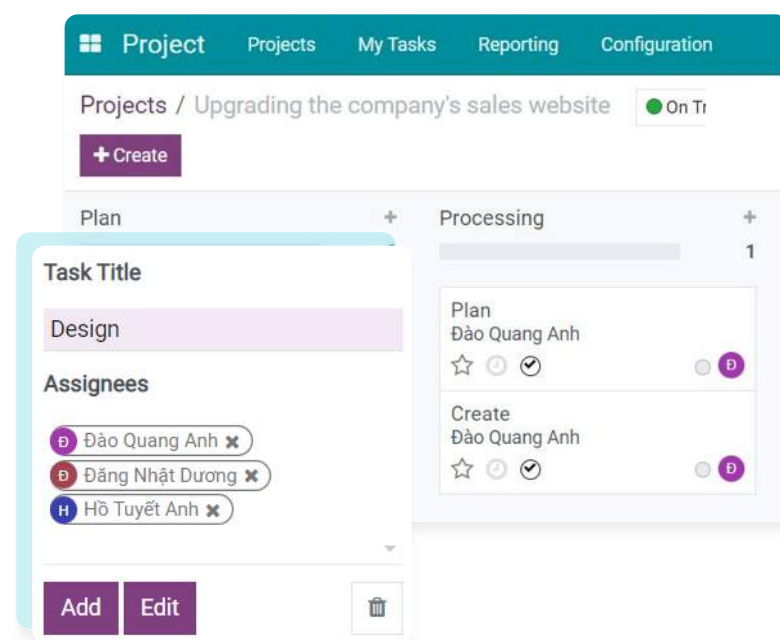 Project Projects My Tasks Reporting Configuration
Projects / Upgrading the company's sales website On Tr
+ Create
Plan +
Processing +
1
Task Title
Design
Assignees
Đ Đào Quang Anh ✖
Đ Đăng Nhật Dương ✖
H Hồ Tuyết Anh ✖
Add Edit
Plan
Đào Quang Anh
Đ
Create
Đào Quang Anh
Đ